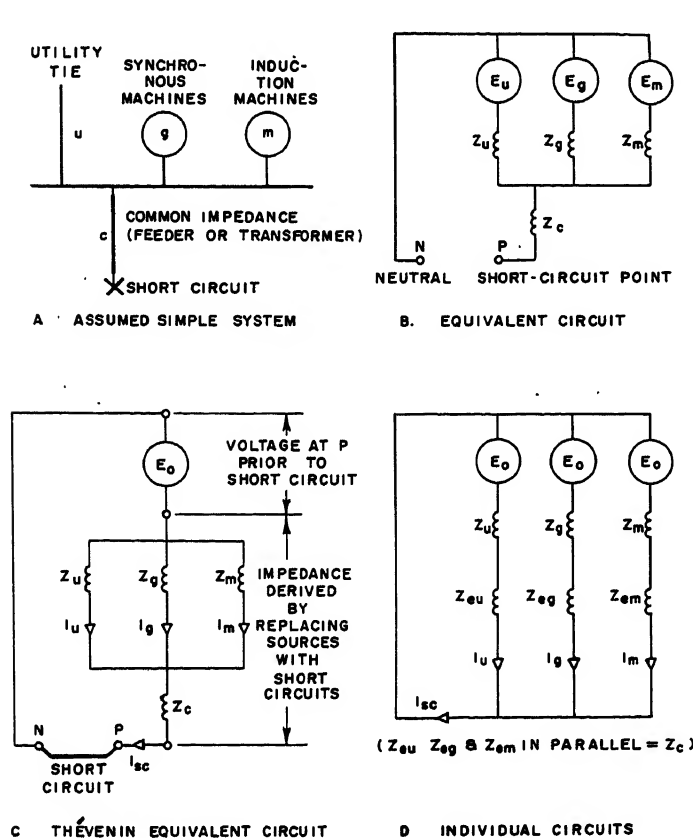 UTILITY
TIE
SYNCHRO-
NOUS
MACHINES
INDUC-
TION
MACHINES
u
g
m
COMMON IMPEDANCE
c (FEEDER OR TRANSFORMER)
SHORT CIRCUIT
A ASSUMED SIMPLE SYSTEM
Eu Eg Em
Zu Zg Zm
Zc
N P
NEUTRAL SHORT-CIRCUIT POINT
B. EQUIVALENT CIRCUIT
Eo
VOLTAGE AT P
PRIOR TO
SHORT CIRCUIT
Zu Zg Zm
Iu Ig Im
IMPEDANCE
DERIVED
BY
REPLACING
SOURCES
WITH
SHORT
CIRCUITS
Zc
N P
Isc
SHORT
CIRCUIT
C THÉVENIN EQUIVALENT CIRCUIT
Eo Eo Eo
Zu Zg Zm
Zeu Zeg Zem
Iu Ig Im
Isc
(Zeu Zeg & Zem IN PARALLEL = Zc)
D INDIVIDUAL CIRCUITS